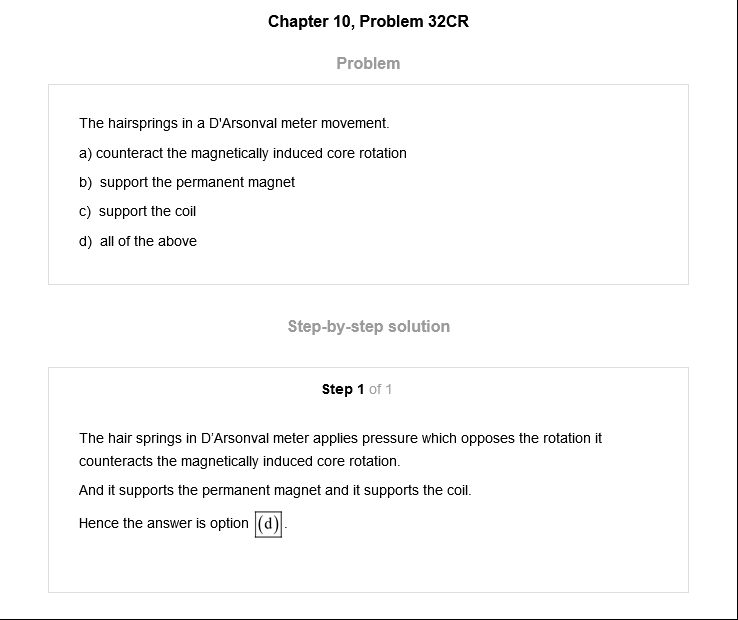 Chapter 10, Problem 32CR
Problem
The hairsprings in a D'Arsonval meter movement.
a) counteract the magnetically induced core rotation
b) support the permanent magnet
c) support the coil
d) all of the above
Step-by-step solution
Step 1 of 1
The hair springs in D'Arsonval meter applies pressure which opposes the rotation it
counteracts the magnetically induced core rotation.
And it supports the permanent magnet and it supports the coil.
Hence the answer is option (d).